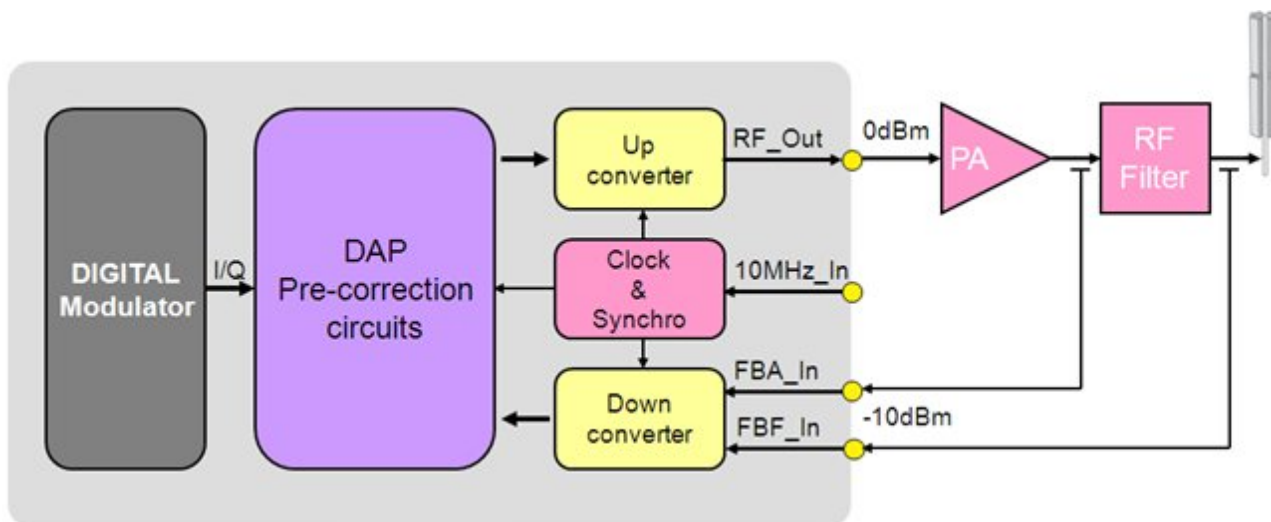 DIGITAL
Modulator
I/Q
DAP
Pre-correction
circuits
Up
converter
RF_Out
0dBm
PA
RF
Filter
Clock
&
Synchro
10MHz_In
Down
converter
FBA_In
-10dBm
FBF_In